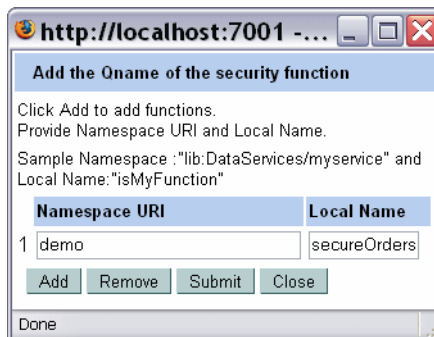 http://localhost:7001 -...
Add the Qname of the security function
Click Add to add functions.
Provide Namespace URI and Local Name.
Sample Namespace :"lib:DataServices/myservice" and
Local Name:"isMyFunction"
Namespace URI Local Name
1 demo secureOrders
Add Remove Submit Close
Done